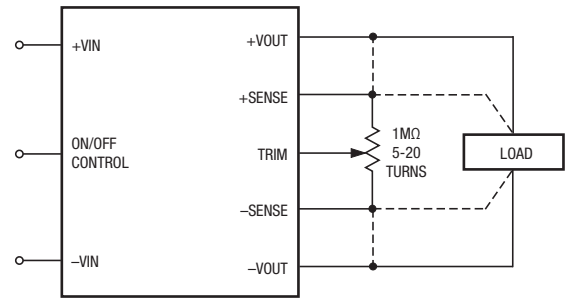 +VIN
ON/OFF
CONTROL
–VIN
+VOUT
+SENSE
TRIM
–SENSE
–VOUT
1MΩ
5-20
TURNS
LOAD